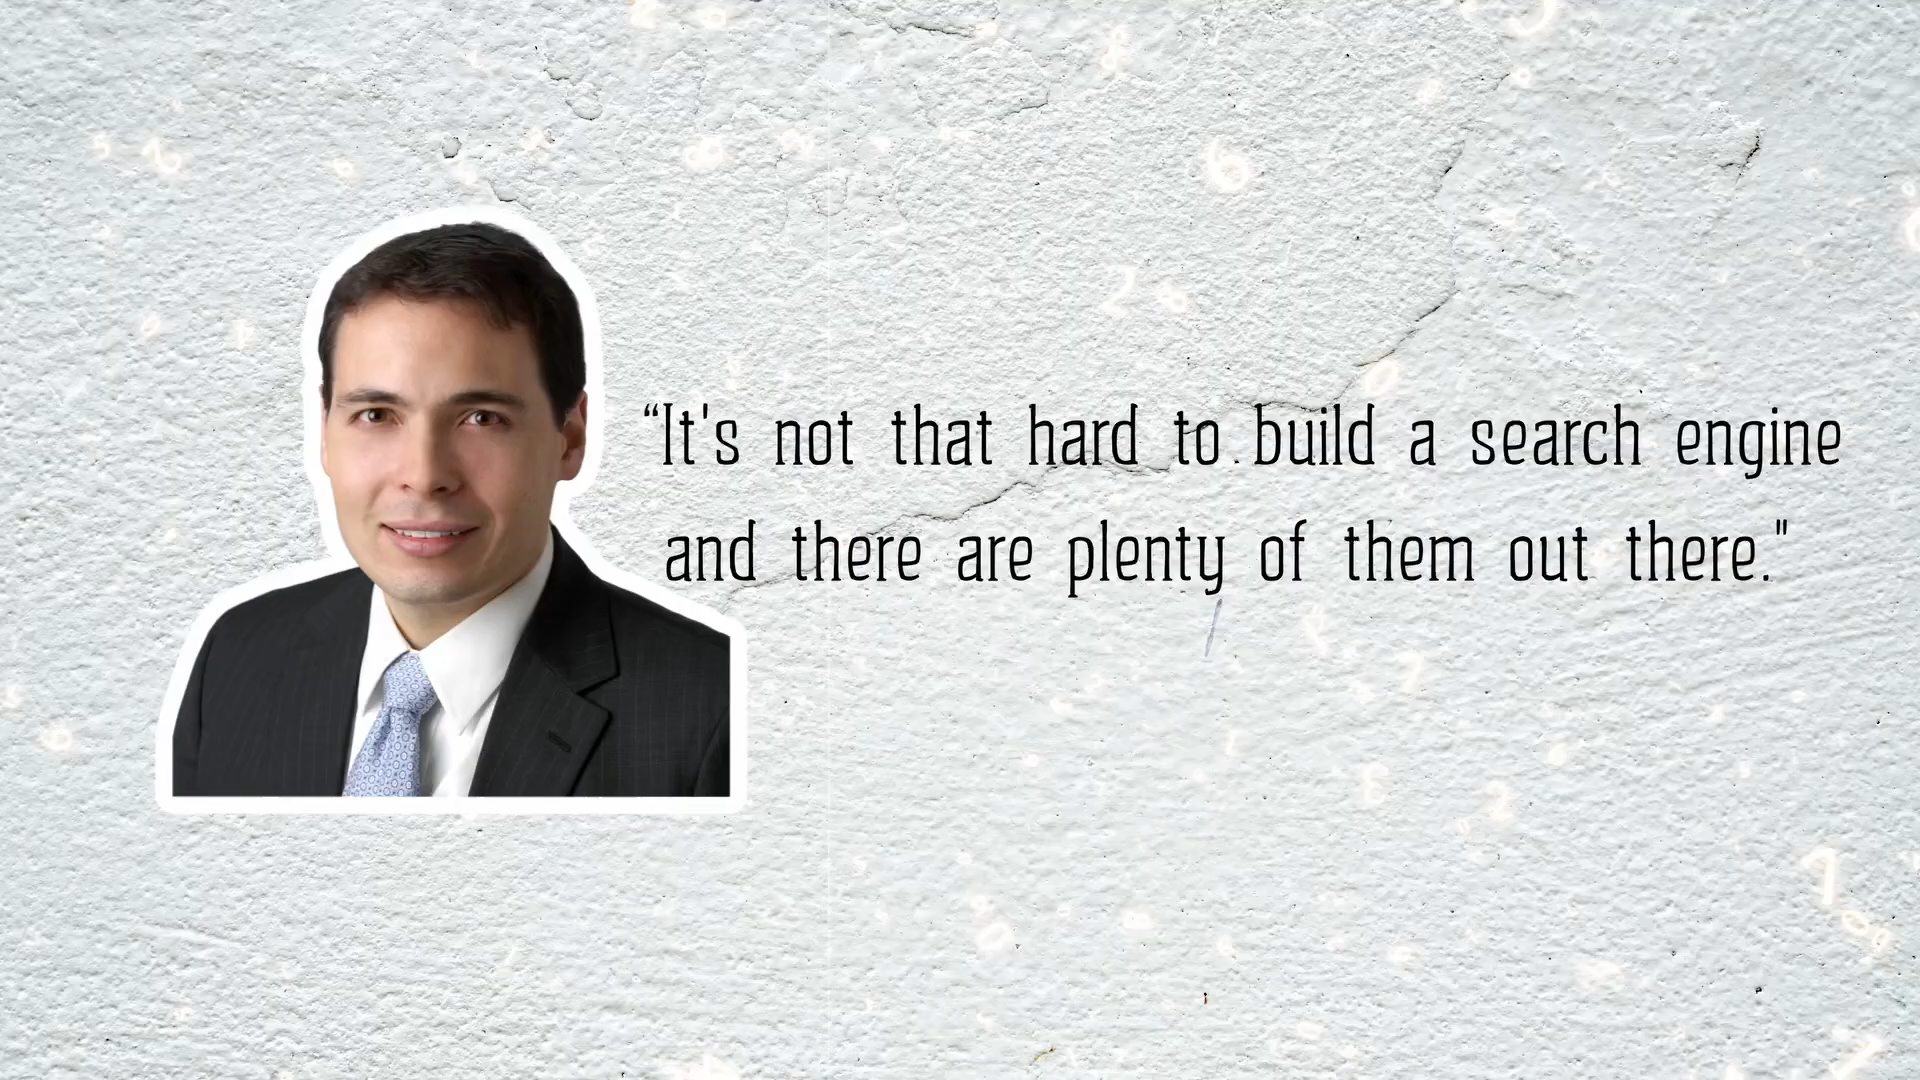 “It's not that hard to build a search engine
and there are plenty of them out there."